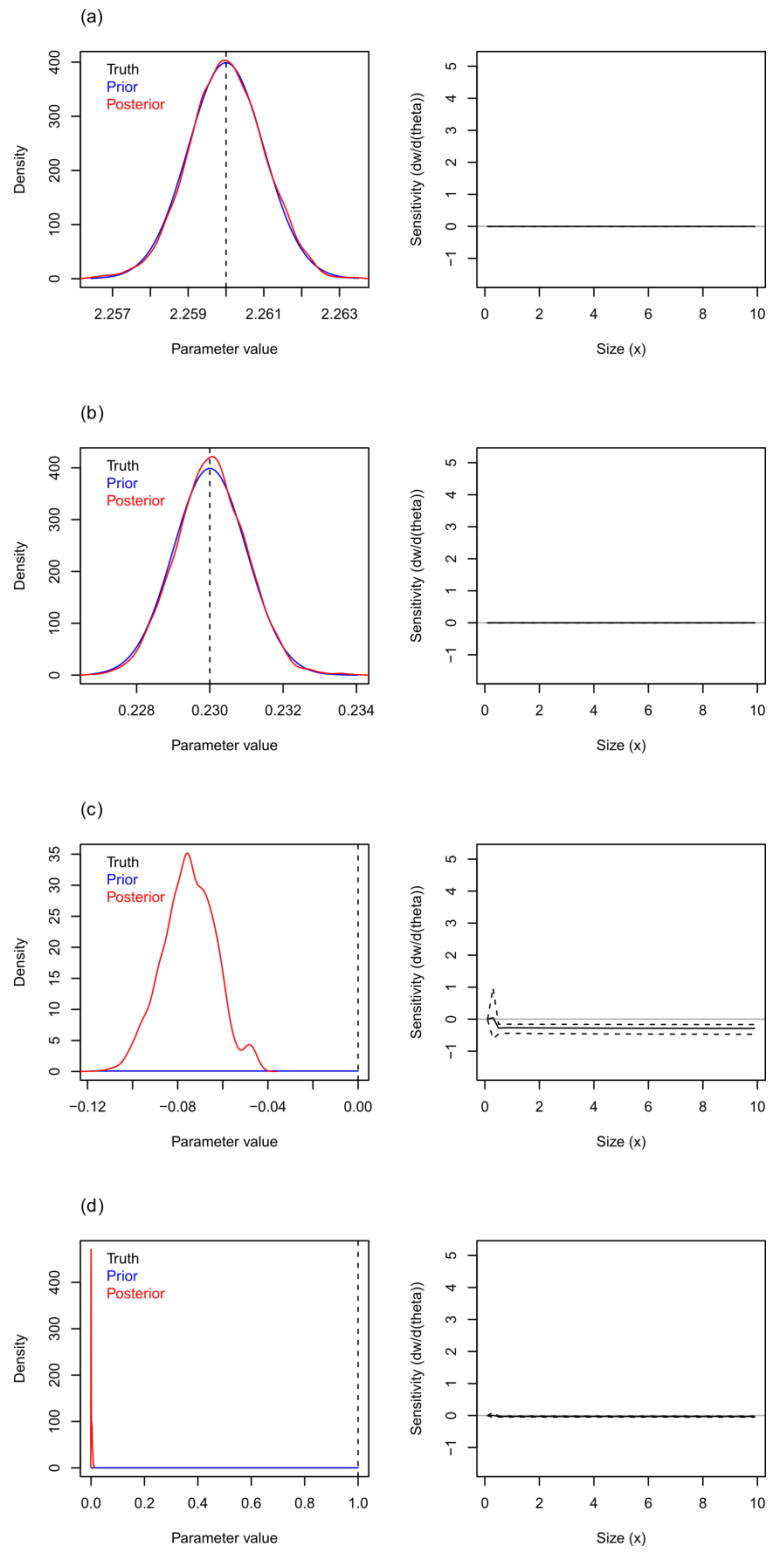 (a)
Truth
Prior
Posterior
Density
0 100 200 300 400
2.257 2.259 2.261 2.263
Parameter value
Sensitivity (dw/d(theta))
−1 0 1 2 3 4 5
0 2 4 6 8 10
Size (x)
(b)
Truth
Prior
Posterior
Density
0 100 200 300 400
0.228 0.230 0.232 0.234
Parameter value
Sensitivity (dw/d(theta))
−1 0 1 2 3 4 5
0 2 4 6 8 10
Size (x)
(c)
Truth
Prior
Posterior
Density
0 5 10 15 20 25 30 35
−0.12 −0.08 −0.04 0.00
Parameter value
Sensitivity (dw/d(theta))
−1 0 1 2 3 4 5
0 2 4 6 8 10
Size (x)
(d)
Truth
Prior
Posterior
Density
0 100 200 300 400
0.0 0.2 0.4 0.6 0.8 1.0
Parameter value
Sensitivity (dw/d(theta))
−1 0 1 2 3 4 5
0 2 4 6 8 10
Size (x)